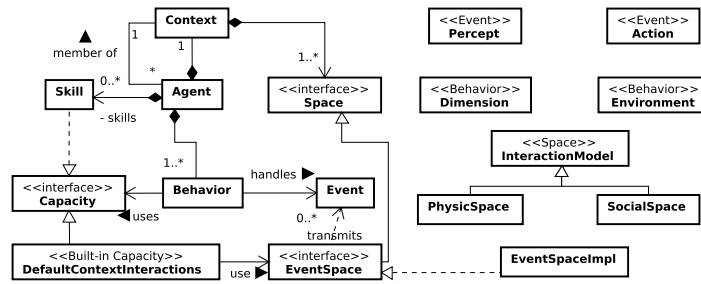 Context
<<Event>>
Percept
<<Event>>
Action
1
member of
1
1..*
0..*
*
Skill
Agent
<<interface>>
Space
<<Behavior>>
Dimension
<<Behavior>>
Environment
- skills
<<Space>>
InteractionModel
1..*
handles
<<interface>>
Capacity
Behavior
Event
PhysicSpace
SocialSpace
uses
0..*
transmits
<<Built-in Capacity>>
DefaultContextInteractions
use
<<interface>>
EventSpace
EventSpaceImpl